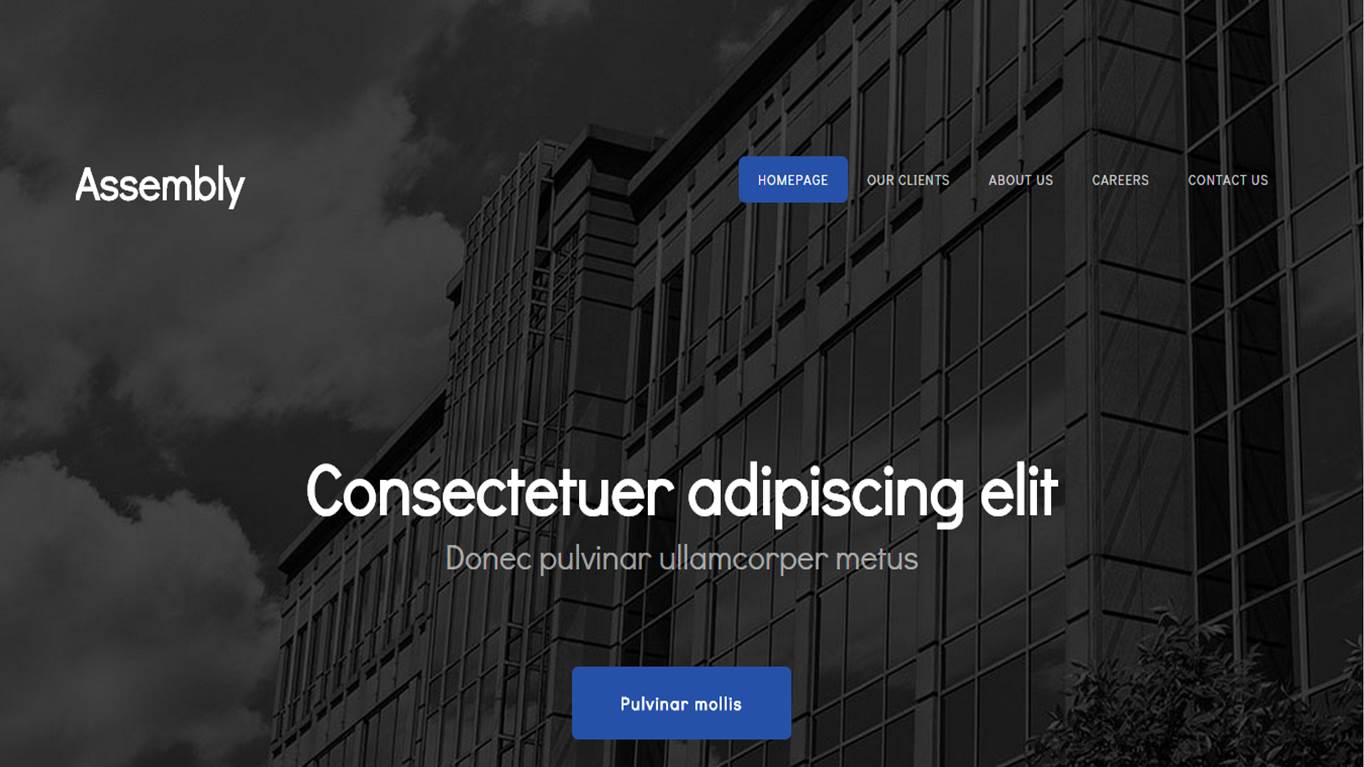 Assembly
HOMEPAGE OUR CLIENTS ABOUT US CAREERS CONTACT US
Consectetuer adipiscing elit
Donec pulvinar ullamcorper metus
Pulvinar mollis